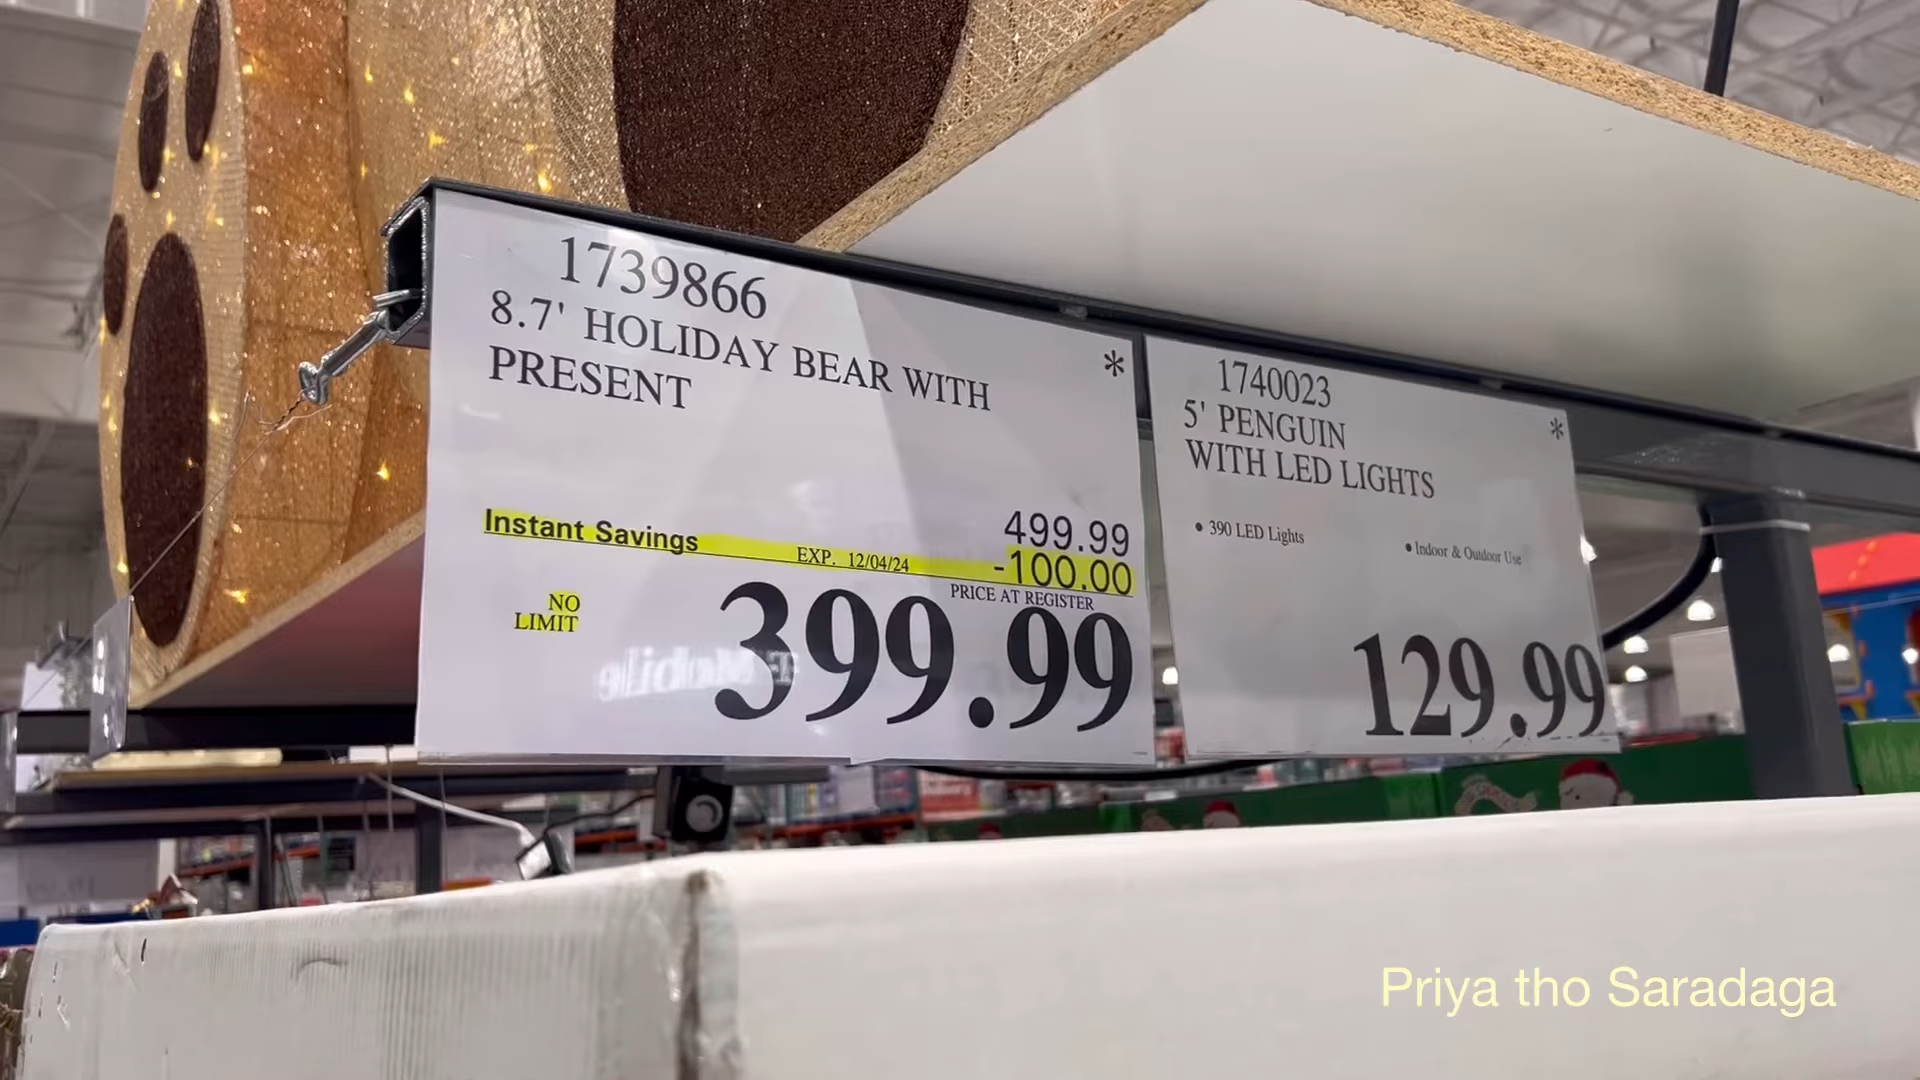 1739866
8.7' HOLIDAY BEAR WITH
PRESENT
*
499.99
Instant Savings EXP. 12/04/24 -100.00
PRICE AT REGISTER
NO
LIMIT
399.99
1740023
5' PENGUIN
WITH LED LIGHTS
*
• 390 LED Lights
• Indoor & Outdoor Use
129.99
Priya tho Saradaga